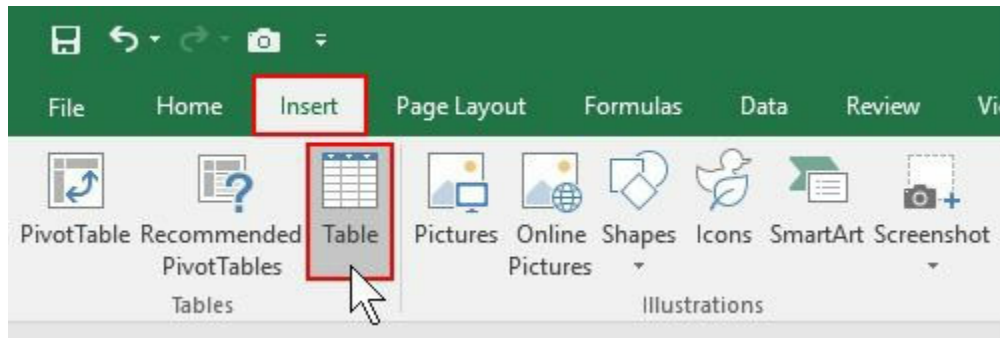 File Home Insert Page Layout Formulas Data Review
PivotTable Recommended Table Pictures Online Shapes Icons SmartArt Screenshot
PivotTables Pictures
Tables Illustrations